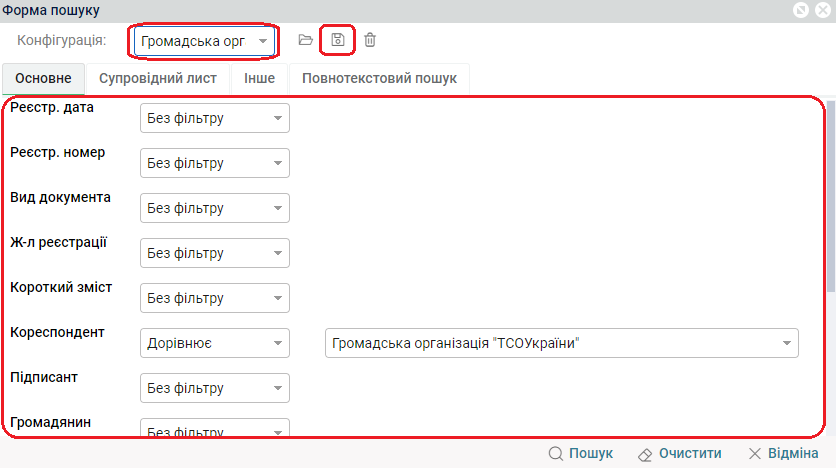 Форма пошуку
Конфігурація: Громадська орг
Основне Супровідний лист Інше Повнотекстовий пошук
Реєстр. дата Без фільтру
Реєстр. номер Без фільтру
Вид документа Без фільтру
Ж-л реєстрації Без фільтру
Короткий зміст Без фільтру
Кореспондент Дорівнює Громадська організація "ТСОУкраїни"
Підписант Без фільтру
Громадянин Без фільтру
Пошук Очистити Відміна